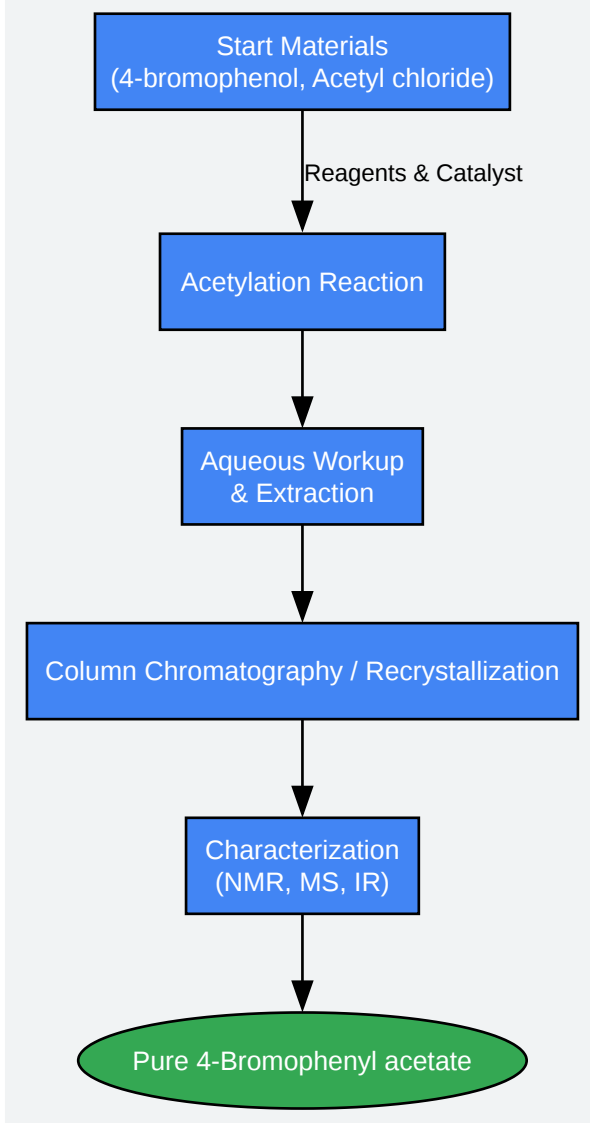 Start Materials
(4-bromophenol, Acetyl chloride)
Reagents & Catalyst
Acetylation Reaction
Aqueous Workup
& Extraction
Column Chromatography / Recrystallization
Characterization
(NMR, MS, IR)
Pure 4-Bromophenyl acetate